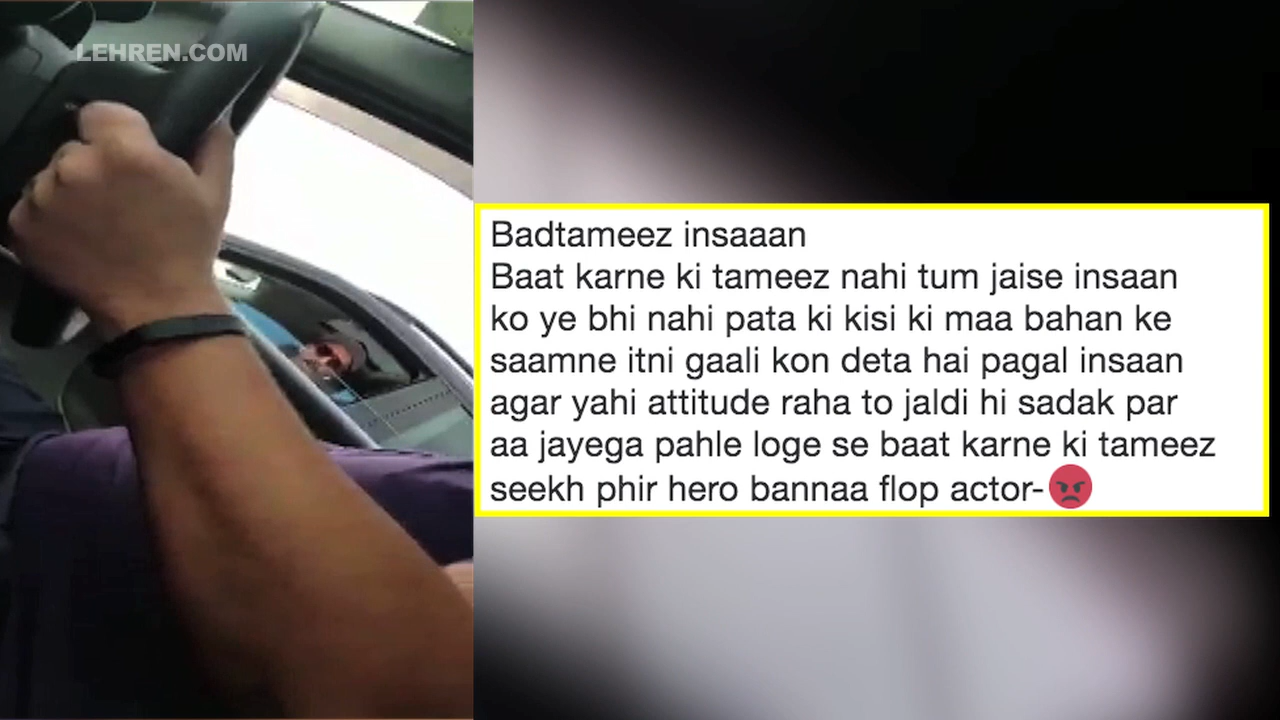 LEHREN.COM
Badtameez insaaan
Baat karne ki tameez nahi tum jaise insaan
ko ye bhi nahi pata ki kisi ki maa bahan ke
saamne itni gaali kon deta hai pagal insaan
agar yahi attitude raha to jaldi hi sadak par
aa jayega pahle loge se baat karne ki tameez
seekh phir hero bannaa flop actor-😡